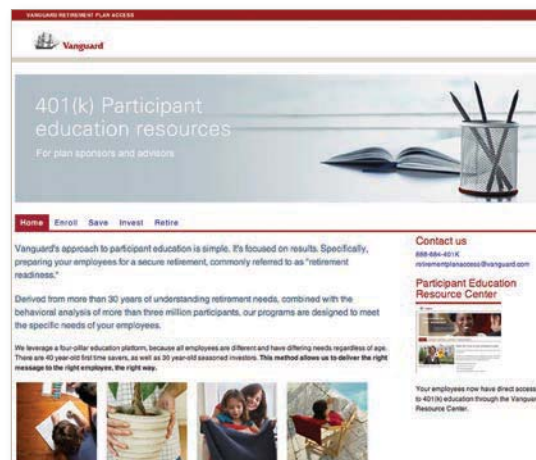 VANGUARD RETIREMENT PLAN ACCESS
Vanguard
401(k) Participant
education resources
For plan sponsors and advisors
Home Enroll Save Invest Retire
Vanguard's approach to participant education is simple. It's focused on results. Specifically,
preparing your employees for a secure retirement, commonly referred to as "retirement
readiness."
Derived from more than 30 years of understanding retirement needs, combined with the
behavioral analysis of more than three million participants, our programs are designed to meet
the specific needs of your employees.
We leverage a four-pillar education platform, because all employees are different and have differing needs regardless of age.
There are 40 year-old first time savers, as well as 30 year-old seasoned investors. This method allows us to deliver the right
message to the right employee, the right way.
Contact us
888-684-401K
retirementplanaccess@vanguard.com
Participant Education
Resource Center
Your employees now have direct access
to 401(k) education through the Vanguard
Resource Center.